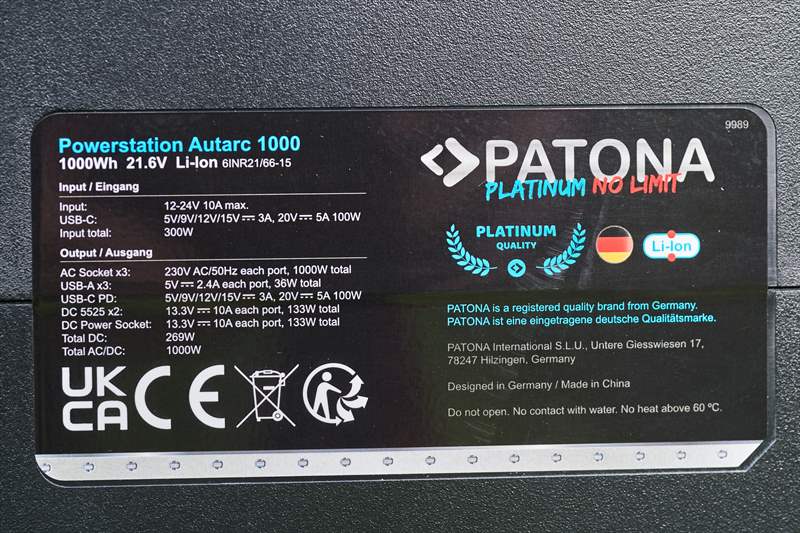 9989
Powerstation Autarc 1000
1000Wh 21.6V Li-Ion 6INR21/66-15
Input / Eingang
Input: 12-24V 10A max.
USB-C: 5V/9V/12V/15V⎓3A, 20V⎓5A 100W
Input total: 300W
Output / Ausgang
AC Socket x3: 230V AC/50Hz each port, 1000W total
USB-A x3: 5V⎓2.4A each port, 36W total
USB-C PD: 5V/9V/12V/15V⎓3A, 20V⎓5A 100W
DC 5525 x2: 13.3V⎓10A each port, 133W total
DC Power Socket: 13.3V⎓10A each port, 133W total
Total DC: 269W
Total AC/DC: 1000W
UK
CA
CE
PATONA
PLATINUM NO LIMIT
PLATINUM
QUALITY
Li-Ion
PATONA is a registered quality brand from Germany.
PATONA ist eine eingetragene deutsche Qualitätsmarke.
PATONA International S.L.U., Untere Giesswiesen 17,
78247 Hilzingen, Germany
Designed in Germany / Made in China
Do not open. No contact with water. No heat above 60 ºC.